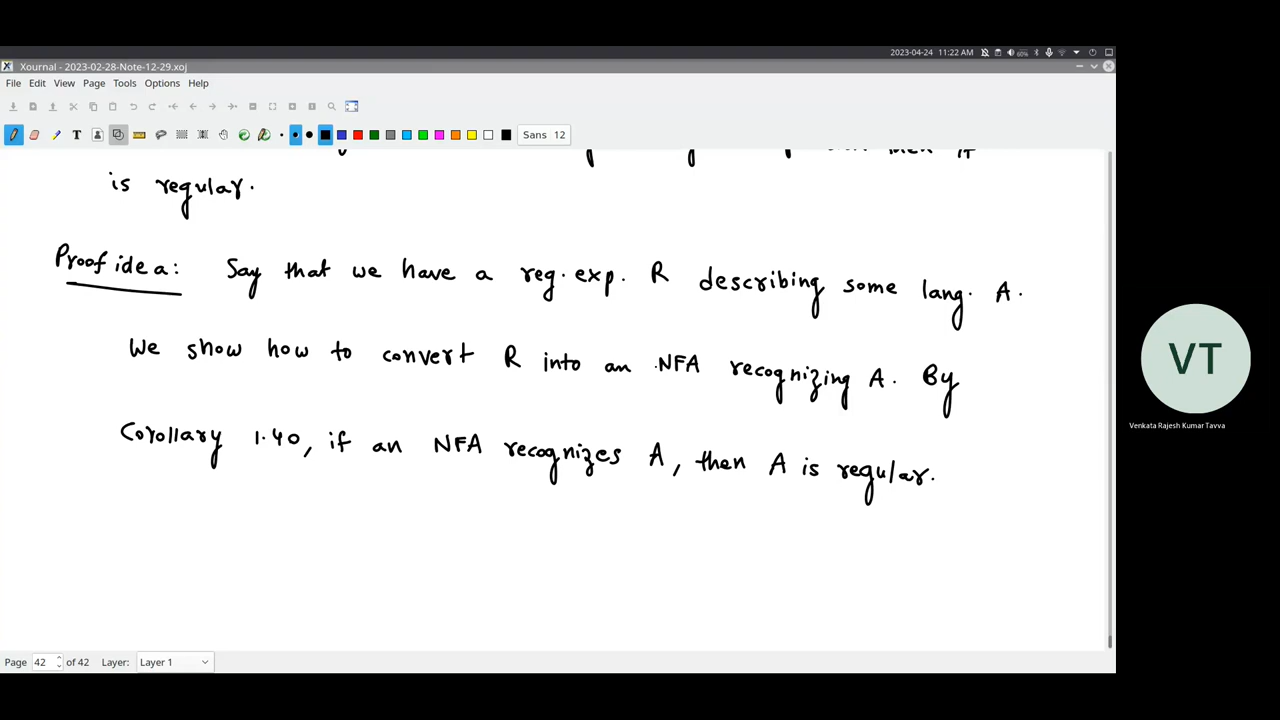 2023-04-24 11:22 AM
Xournal - 2023-02-28-Note-12-29.xoj
File Edit View Page Tools Options Help
Sans 12
then it
is regular.
Proof idea: Say that we have a reg. exp. R describing some lang. A.
We show how to convert R into an NFA recognizing A. By
Corollary 1.40, if an NFA recognizes A, then A is regular.
VT
Venkata Rajesh Kumar Tavva
Page 42 of 42 Layer: Layer 1